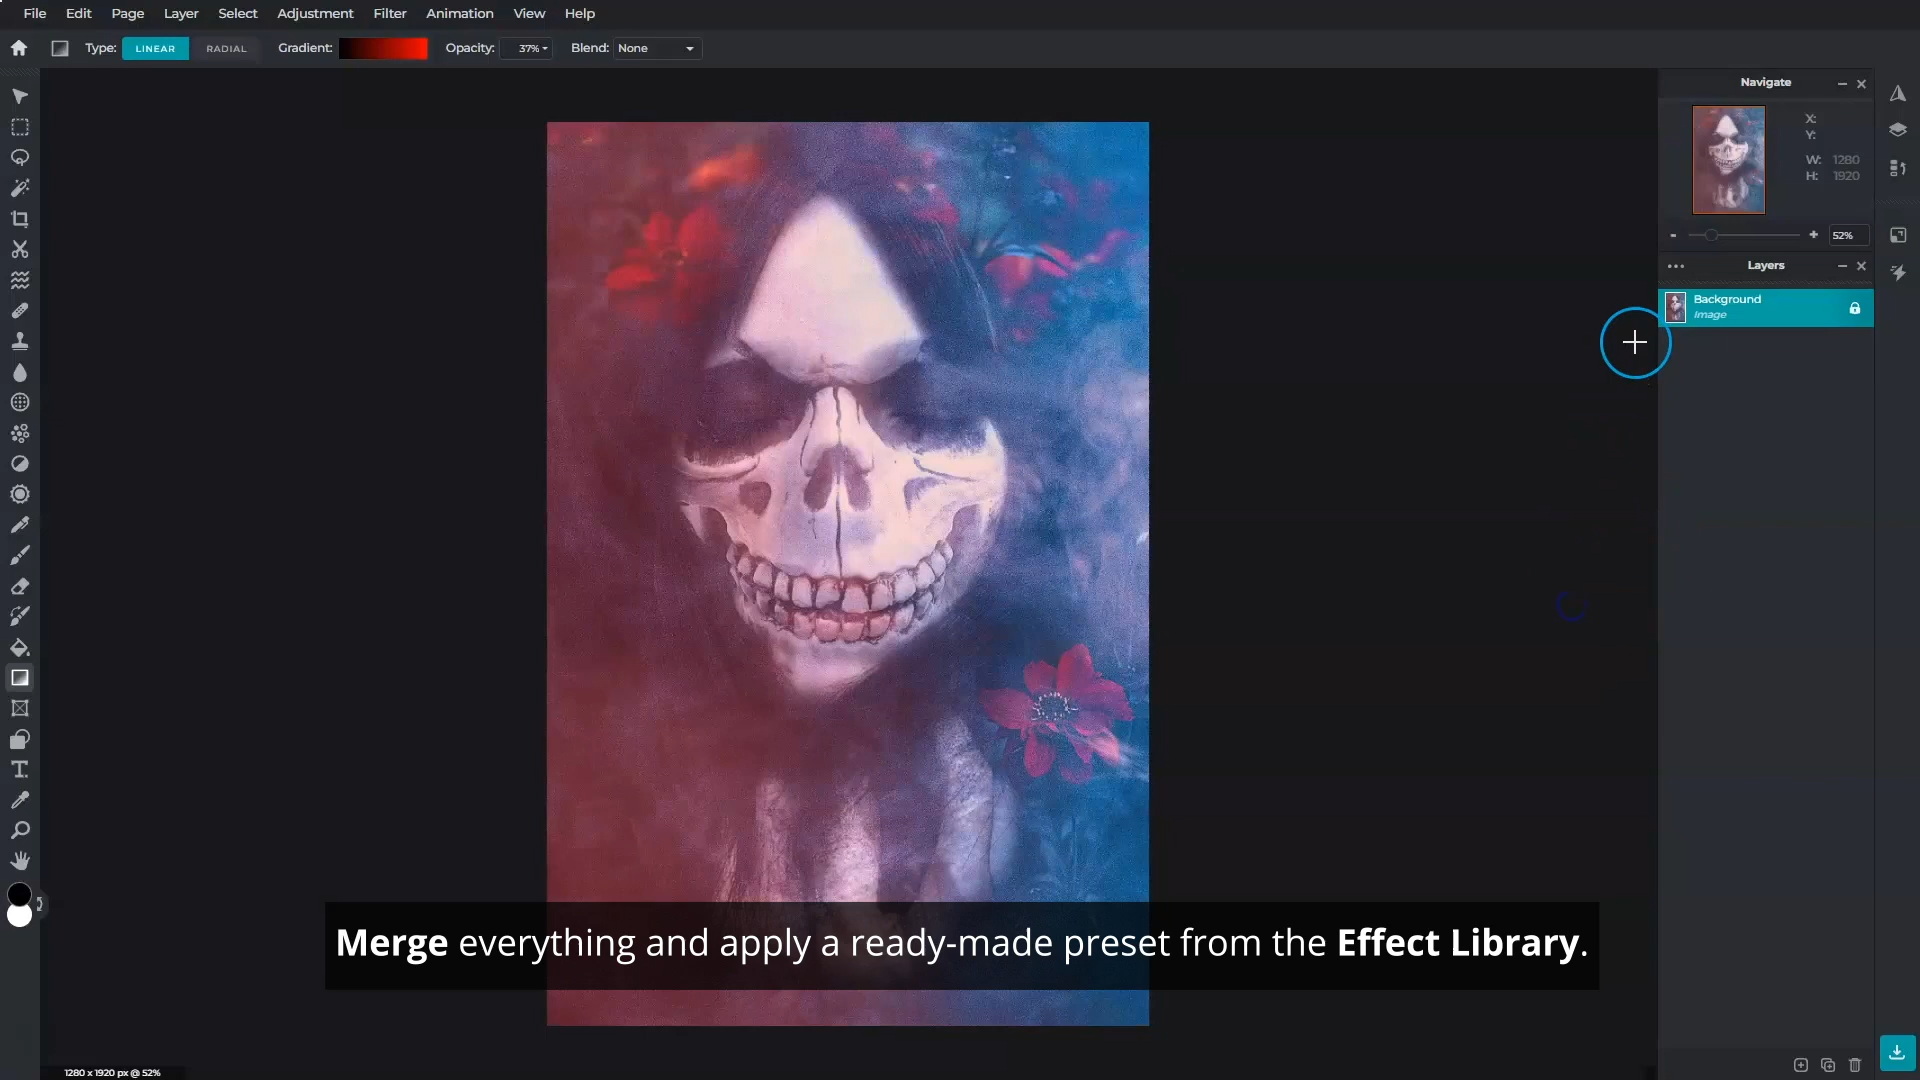 File Edit Page Layer Select Adjustment Filter Animation View Help
Type: LINEAR RADIAL Gradient: Opacity: 37% Blend: None
Navigate
X:
Y:
W: 1280
H: 1920
- + 52%
Layers
Background
Image
T
Merge everything and apply a ready-made preset from the Effect Library.
1280 x 1920 px @ 52%